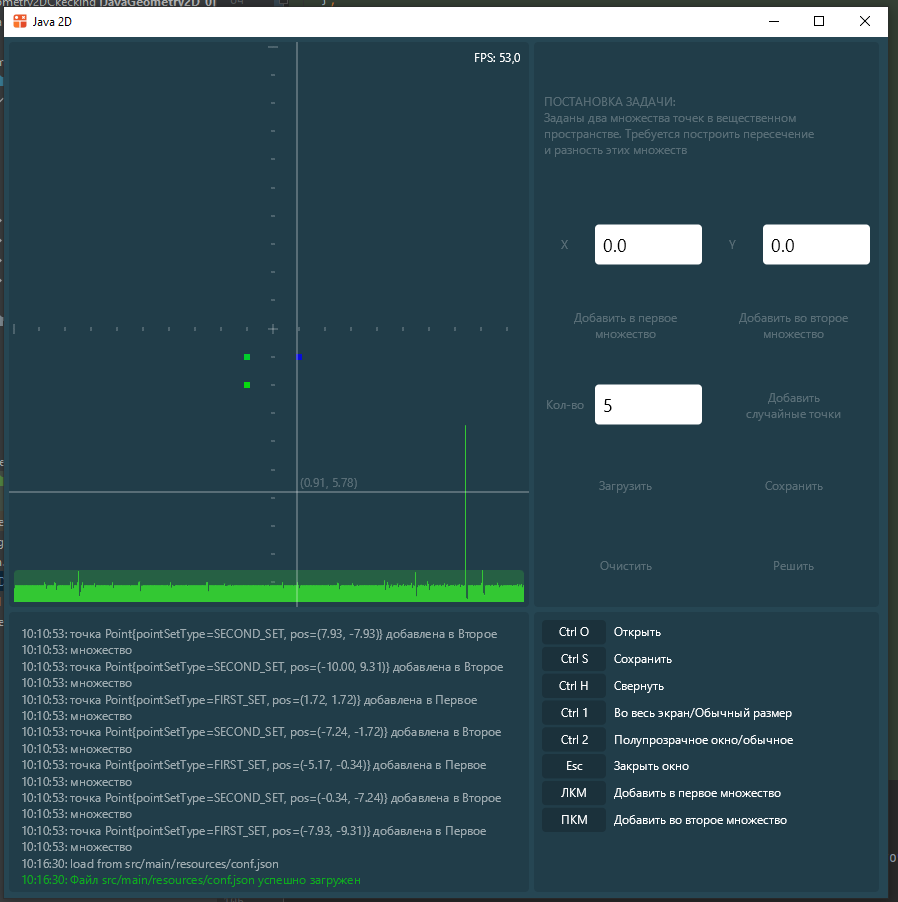 Java 2D
FPS: 53,0
ПОСТАНОВКА ЗАДАЧИ:
Заданы два множества точек в вещественном
пространстве. Требуется построить пересечение
и разность этих множеств
X 0.0 Y 0.0
Добавить в первое
множество
Добавить во второе
множество
Кол-во 5
Добавить
случайные точки
(0.91, 5.78)
Загрузить Сохранить
Очистить Решить
10:10:53: точка Point{pointSetType=SECOND_SET, pos=(7.93, -7.93)} добавлена в Второе
10:10:53: множество
10:10:53: точка Point{pointSetType=SECOND_SET, pos=(-10.00, 9.31)} добавлена в Второе
10:10:53: множество
10:10:53: точка Point{pointSetType=FIRST_SET, pos=(1.72, 1.72)} добавлена в Первое
10:10:53: множество
10:10:53: точка Point{pointSetType=SECOND_SET, pos=(-7.24, -1.72)} добавлена в Второе
10:10:53: множество
10:10:53: точка Point{pointSetType=FIRST_SET, pos=(-5.17, -0.34)} добавлена в Первое
10:10:53: множество
10:10:53: точка Point{pointSetType=SECOND_SET, pos=(-0.34, -7.24)} добавлена в Второе
10:10:53: множество
10:10:53: точка Point{pointSetType=FIRST_SET, pos=(-7.93, -9.31)} добавлена в Первое
10:10:53: множество
10:16:30: load from src/main/resources/conf.json
10:16:30: Файл src/main/resources/conf.json успешно загружен
Ctrl O Открыть
Ctrl S Сохранить
Ctrl H Свернуть
Ctrl 1 Во весь экран/Обычный размер
Ctrl 2 Полупрозрачное окно/обычное
Esc Закрыть окно
ЛКМ Добавить в первое множество
ПКМ Добавить во второе множество